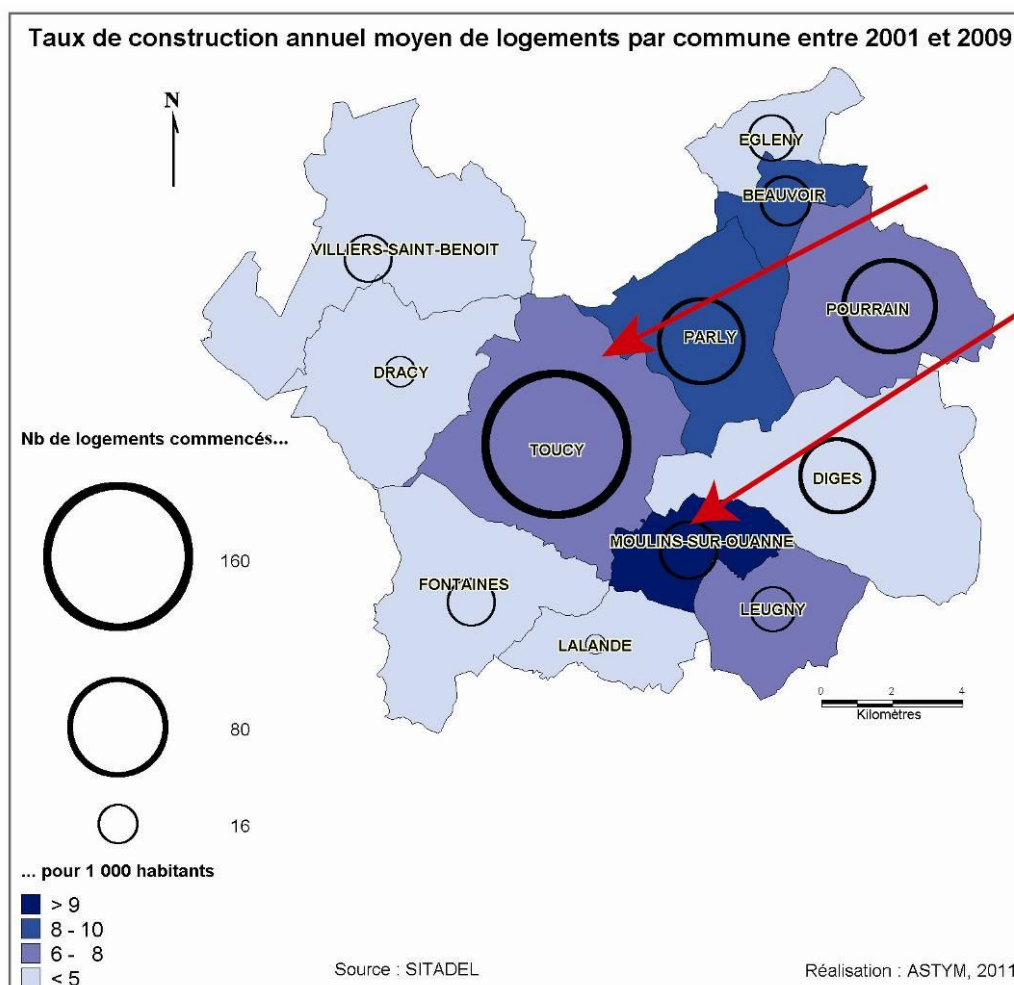 Taux de construction annuel moyen de logements par commune entre 2001 et 2009
N
EGLENY
BEAUVOIR
VILLIERS-SAINT-BENOIT
POURRAIN
PARLY
DRACY
Nb de logements commencés...
TOUCY
DIGES
MOULINS-SUR-OUANNE
160
FONTAINES
LEUGNY
LALANDE
0 2 4
Kilomètres
80
16
... pour 1 000 habitants
> 9
8 - 10
6 - 8
< 5
Source : SITADEL
Réalisation : ASTYM, 2011